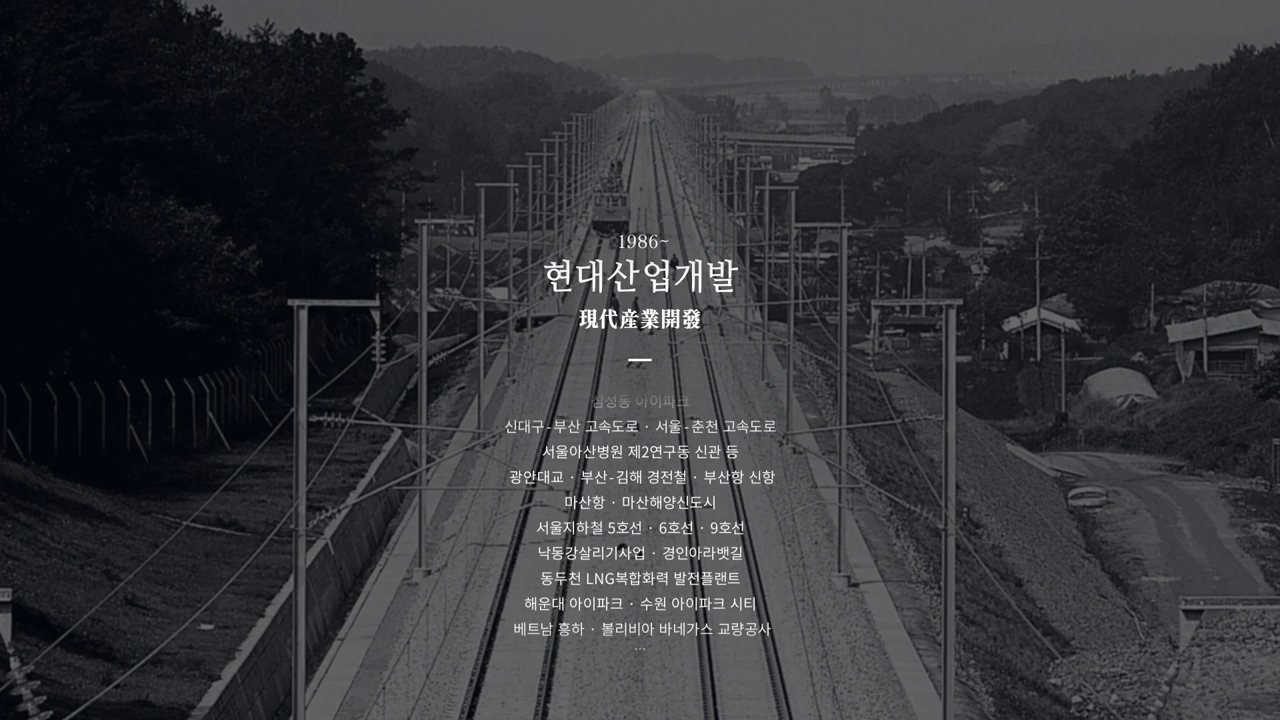 1986~
현대산업개발
現代産業開發
삼성동 아이파크
신대구-부산 고속도로 · 서울-춘천 고속도로
서울아산병원 제2연구동 신관 등
광안대교 · 부산-김해 경전철 · 부산항 신항
마산항 · 마산해양신도시
서울지하철 5호선 · 6호선 · 9호선
낙동강살리기사업 · 경인아라뱃길
동두천 LNG복합화력 발전플랜트
해운대 아이파크 · 수원 아이파크 시티
베트남 흥하 · 볼리비아 바네가스 교량공사
...